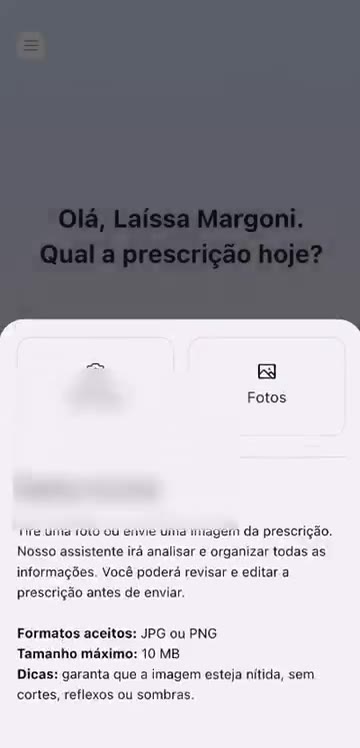 Olá, Laíssa Margoni.
Qual a prescrição hoje?
Fotos
Tire uma foto ou envie uma imagem da prescrição.
Nosso assistente irá analisar e organizar todas as
informações. Você poderá revisar e editar a
prescrição antes de enviar.
Formatos aceitos: JPG ou PNG
Tamanho máximo: 10 MB
Dicas: garanta que a imagem esteja nítida, sem
cortes, reflexos ou sombras.